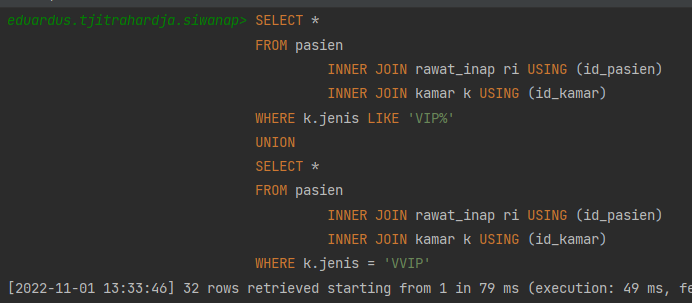 eduardus.tjitrahardja.siwanap> SELECT *
FROM pasien
INNER JOIN rawat_inap ri USING (id_pasien)
INNER JOIN kamar k USING (id_kamar)
WHERE k.jenis LIKE 'VIP%'
UNION
SELECT *
FROM pasien
INNER JOIN rawat_inap ri USING (id_pasien)
INNER JOIN kamar k USING (id_kamar)
WHERE k.jenis = 'VVIP'
[2022-11-01 13:33:46] 32 rows retrieved starting from 1 in 79 ms (execution: 49 ms, fe